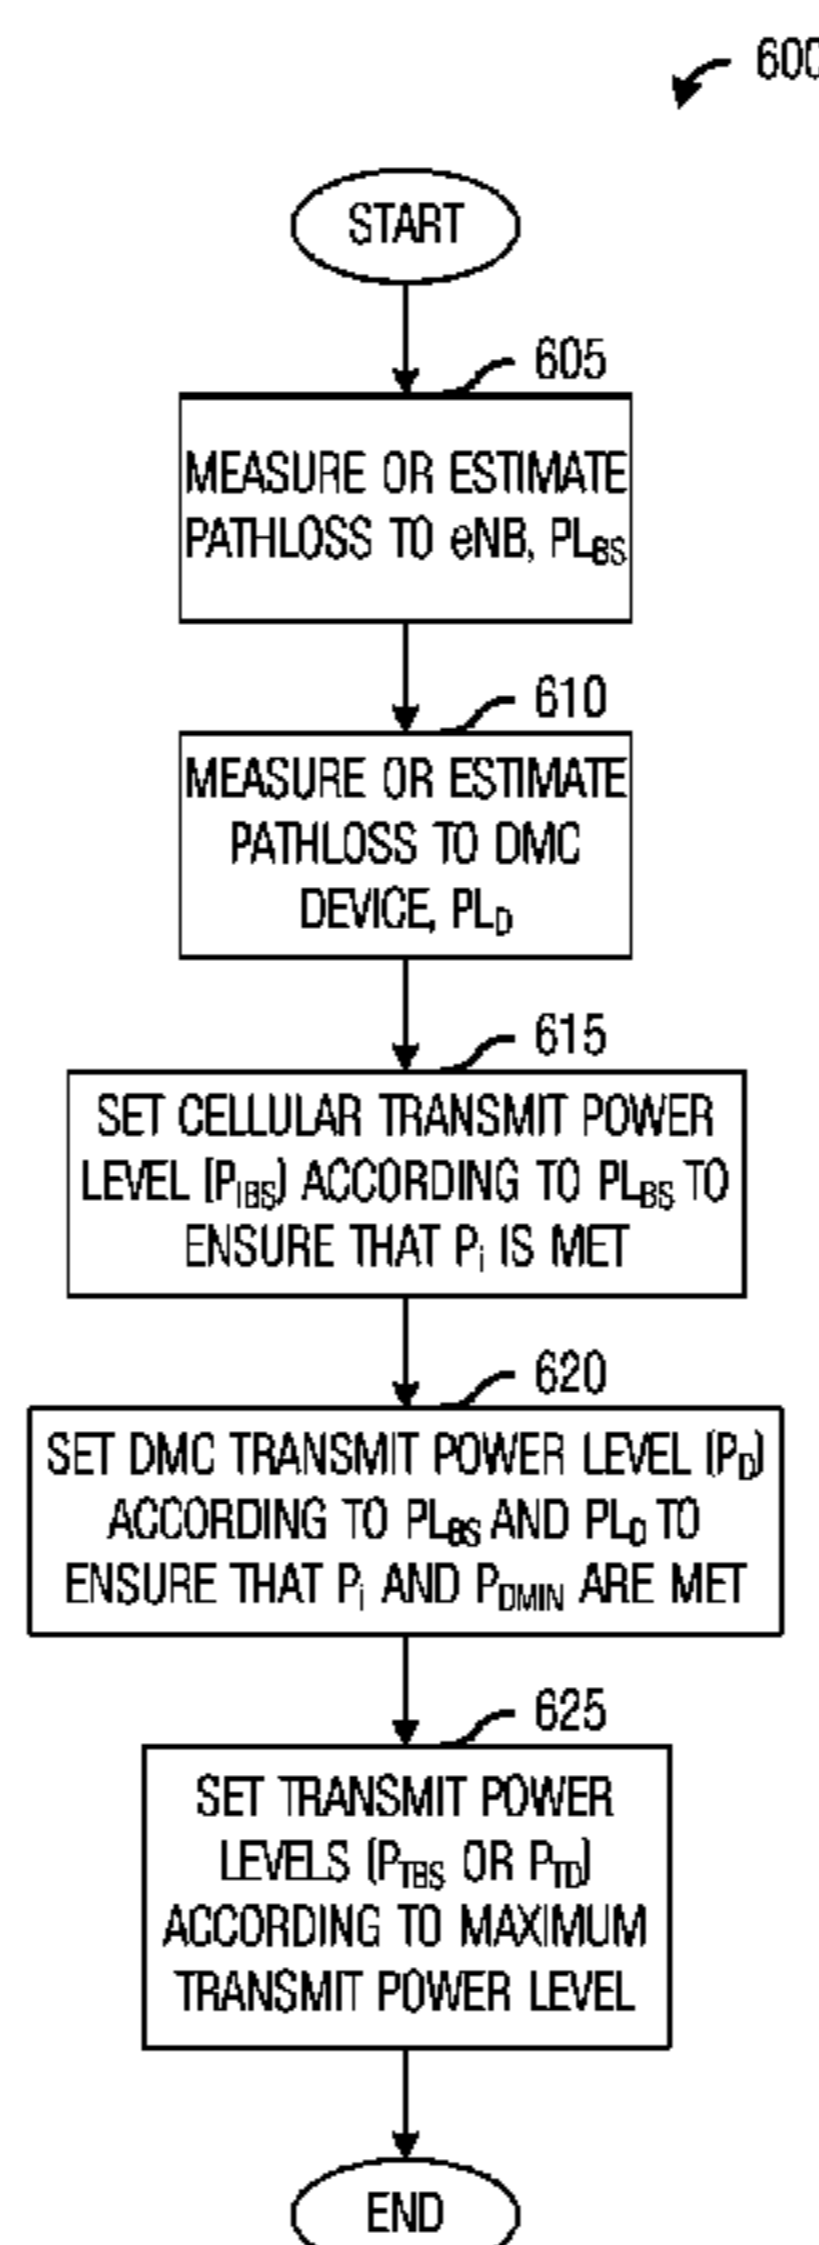 600
START
605
MEASURE OR ESTIMATE
PATHLOSS TO eNB, PLBS
610
MEASURE OR ESTIMATE
PATHLOSS TO DMC
DEVICE, PLD
615
SET CELLULAR TRANSMIT POWER
LEVEL (PIBS) ACCORDING TO PLBS TO
ENSURE THAT Pi IS MET
620
SET DMC TRANSMIT POWER LEVEL (PD)
ACCORDING TO PLBS AND PLD TO
ENSURE THAT Pi AND PDMIN ARE MET
625
SET TRANSMIT POWER
LEVELS (PTBS OR PTD)
ACCORDING TO MAXIMUM
TRANSMIT POWER LEVEL
END